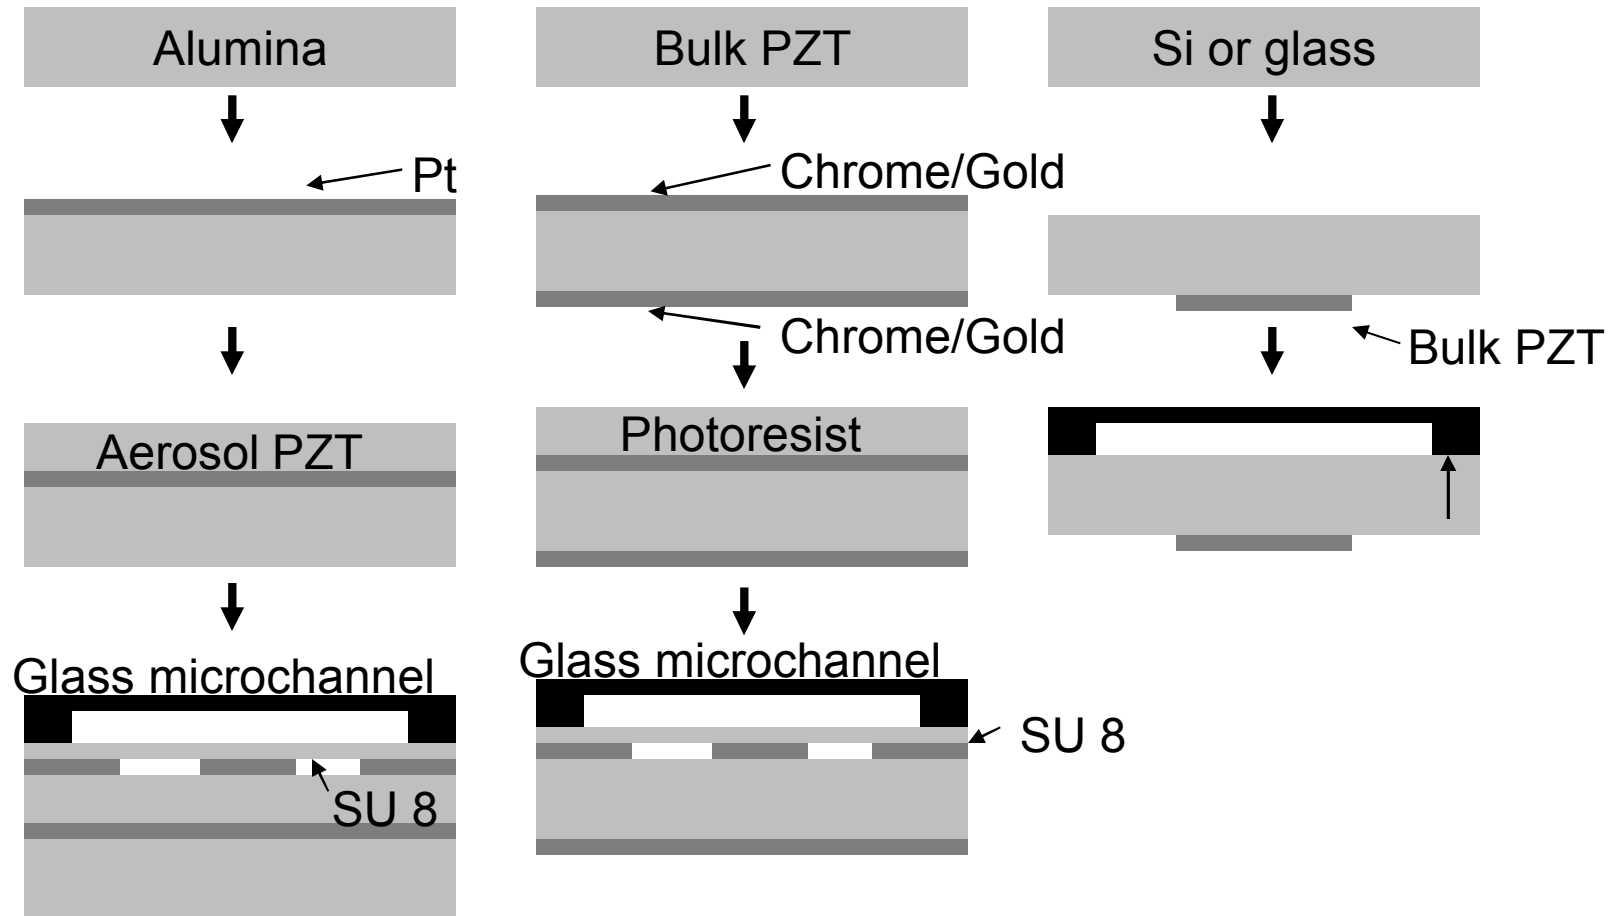 Alumina
Bulk PZT
Si or glass
Pt
Chrome/Gold
Chrome/Gold
Bulk PZT
Aerosol PZT
Photoresist
Glass microchannel
Glass microchannel
SU 8
SU 8